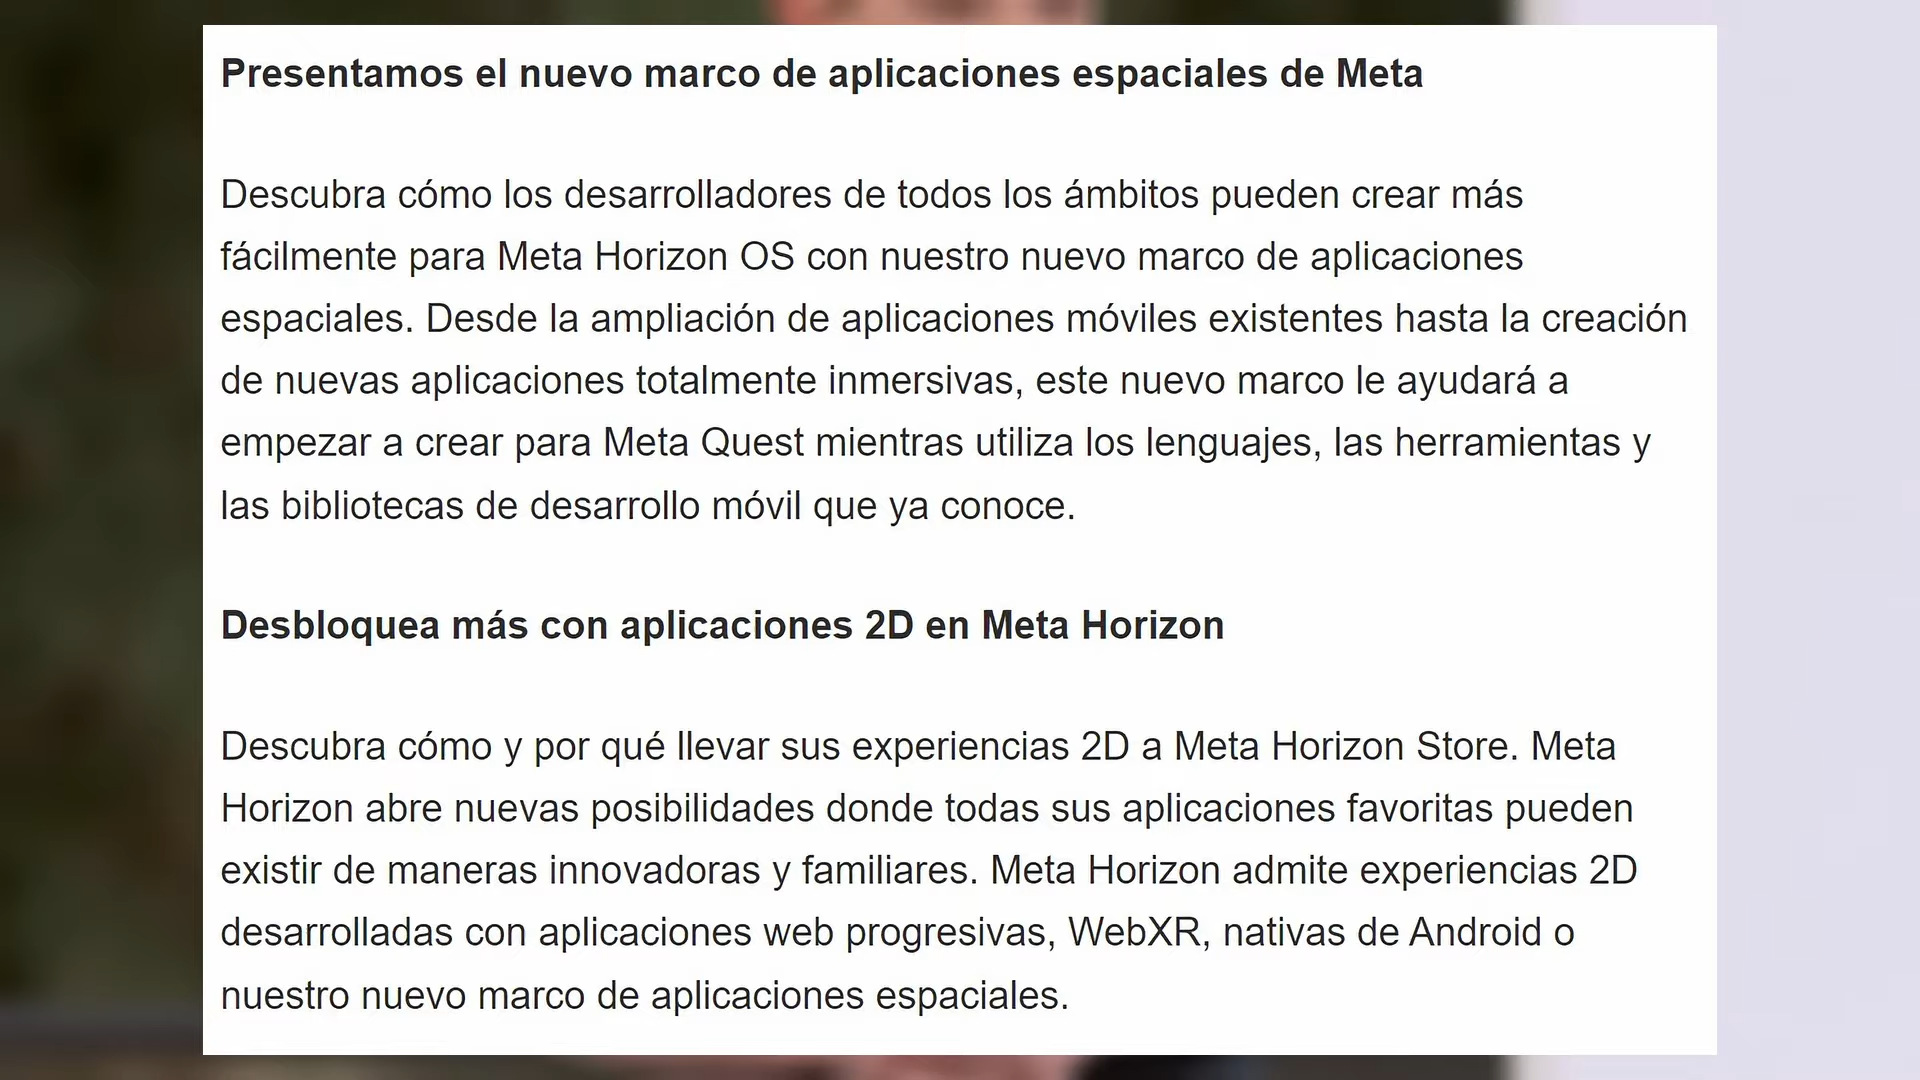 Presentamos el nuevo marco de aplicaciones espaciales de Meta
Descubra cómo los desarrolladores de todos los ámbitos pueden crear más
fácilmente para Meta Horizon OS con nuestro nuevo marco de aplicaciones
espaciales. Desde la ampliación de aplicaciones móviles existentes hasta la creación
de nuevas aplicaciones totalmente inmersivas, este nuevo marco le ayudará a
empezar a crear para Meta Quest mientras utiliza los lenguajes, las herramientas y
las bibliotecas de desarrollo móvil que ya conoce.
Desbloquea más con aplicaciones 2D en Meta Horizon
Descubra cómo y por qué llevar sus experiencias 2D a Meta Horizon Store. Meta
Horizon abre nuevas posibilidades donde todas sus aplicaciones favoritas pueden
existir de maneras innovadoras y familiares. Meta Horizon admite experiencias 2D
desarrolladas con aplicaciones web progresivas, WebXR, nativas de Android o
nuestro nuevo marco de aplicaciones espaciales.